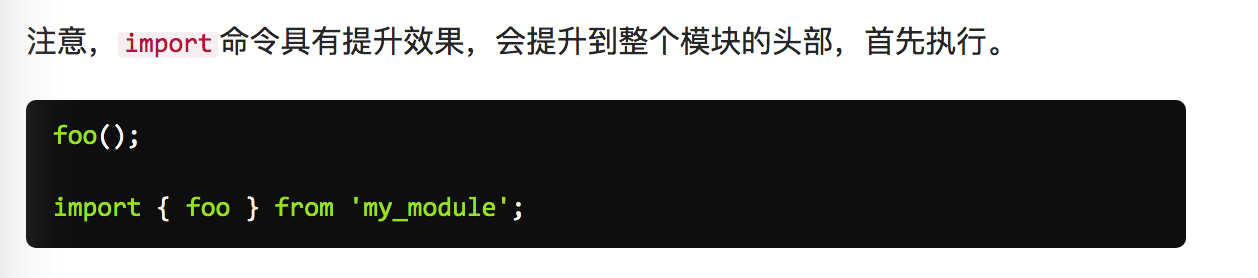 注意，import命令具有提升效果，会提升到整个模块的头部，首先执行。
foo();
import { foo } from 'my_module';